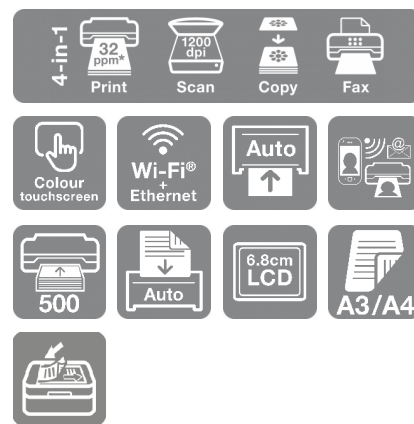 4-in-1
32
ppm*
Print
1200
dpi
Scan
Copy
Fax
Colour
touchscreen
Wi-Fi®
+
Ethernet
Auto
@
500
Auto
6.8cm
LCD
A3/A4